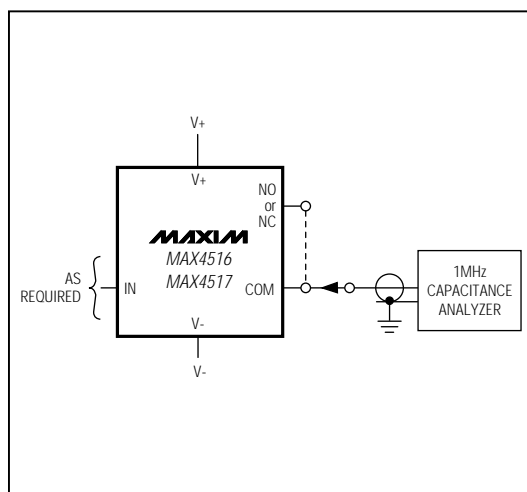 V+
V+
NO
or
NC
MAXIM
MAX4516
MAX4517
AS
REQUIRED
IN
COM
1MHz
CAPACITANCE
ANALYZER
V-
V-